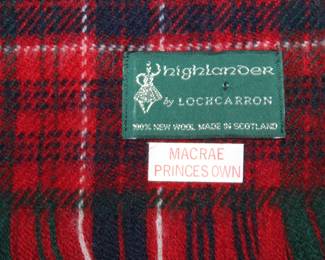 highlander
by LOCHCARRON
100% NEW WOOL MADE IN SCOTLAND
MACRAE
PRINCES OWN